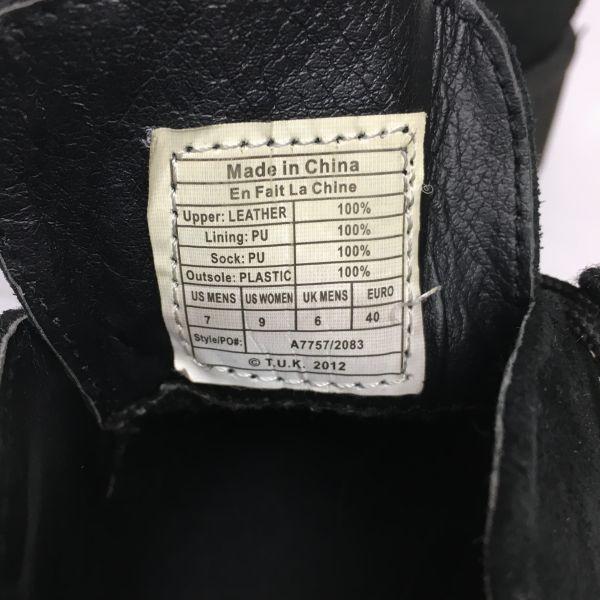 Made in China
En Fait La Chine
Upper: LEATHER 100%
Lining: PU 100%
Sock: PU 100%
Outsole: PLASTIC 100%
US MENS US WOMEN UK MENS EURO
7 9 6 40
Style/PO#: A7757/2083
© T.U.K. 2012